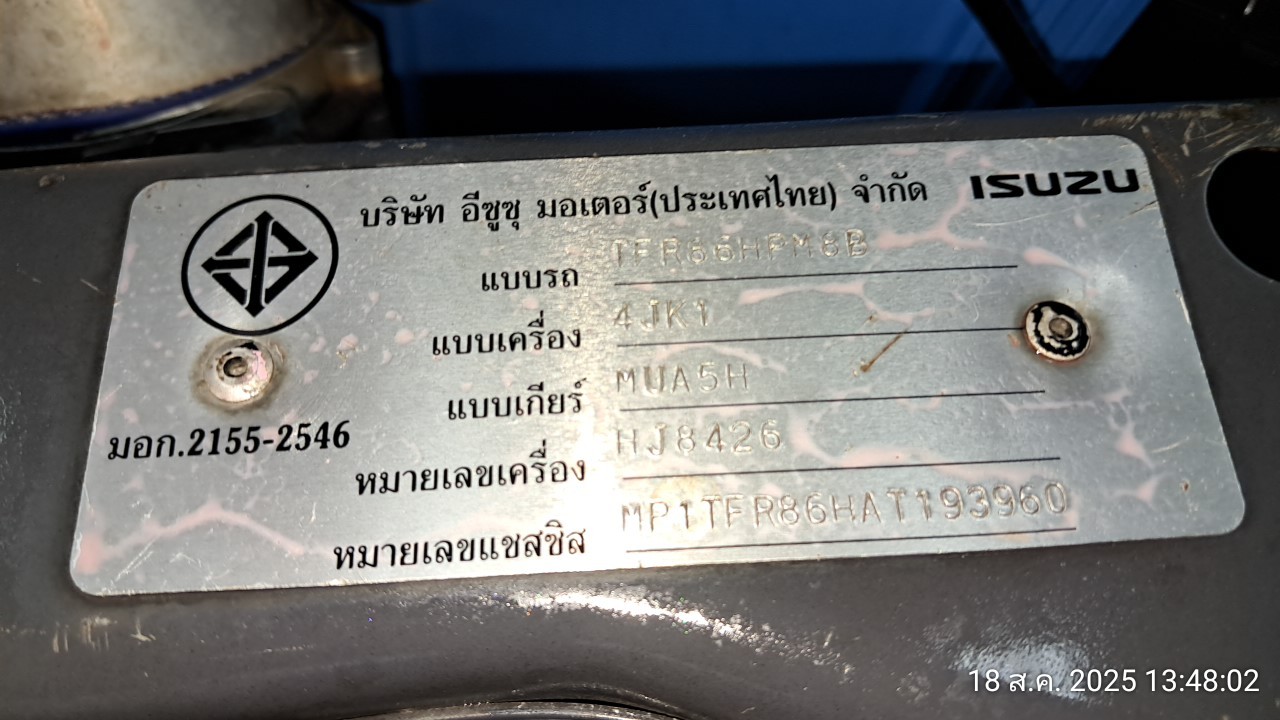 บริษัท อีซูซุ มอเตอร์(ประเทศไทย) จำกัด ISUZU
แบบรถ TFR86HPM8B
แบบเครื่อง 4JK1
แบบเกียร์ MUA5H
มอก.2155-2546
หมายเลขเครื่อง HJ8426
หมายเลขแชสซิส MP1TFR86HAT193960
18 ส.ค. 2025 13:48:02